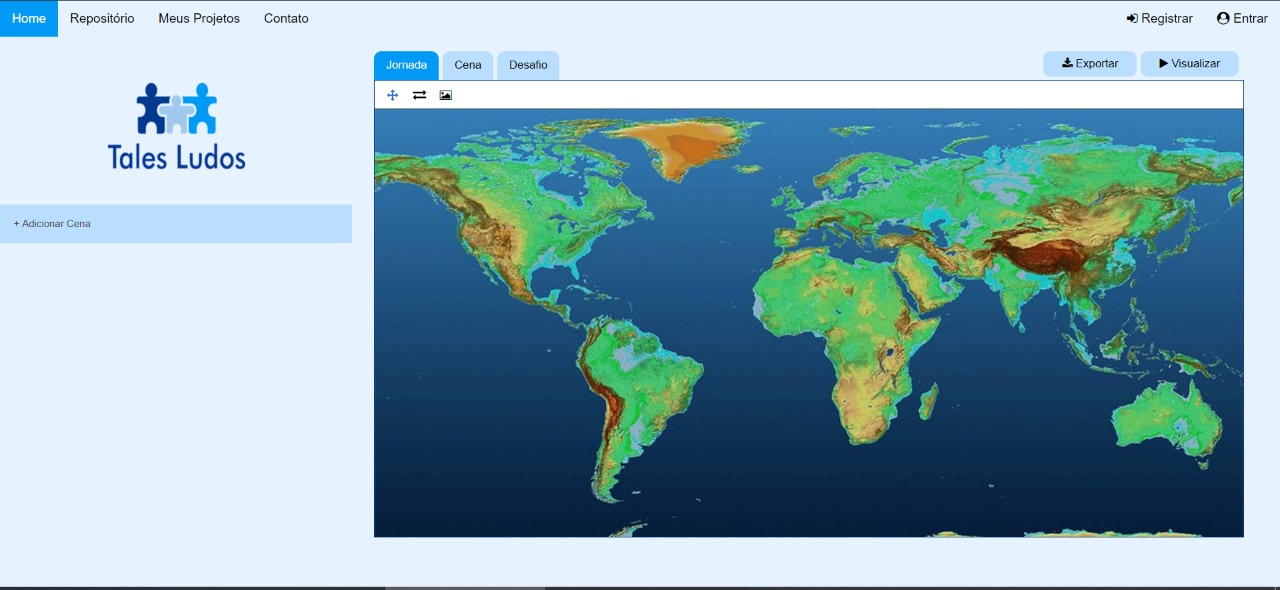 Home Repositório Meus Projetos Contato Registrar Entrar
Tales Ludos
+ Adicionar Cena
Jornada Cena Desafio Exportar Visualizar